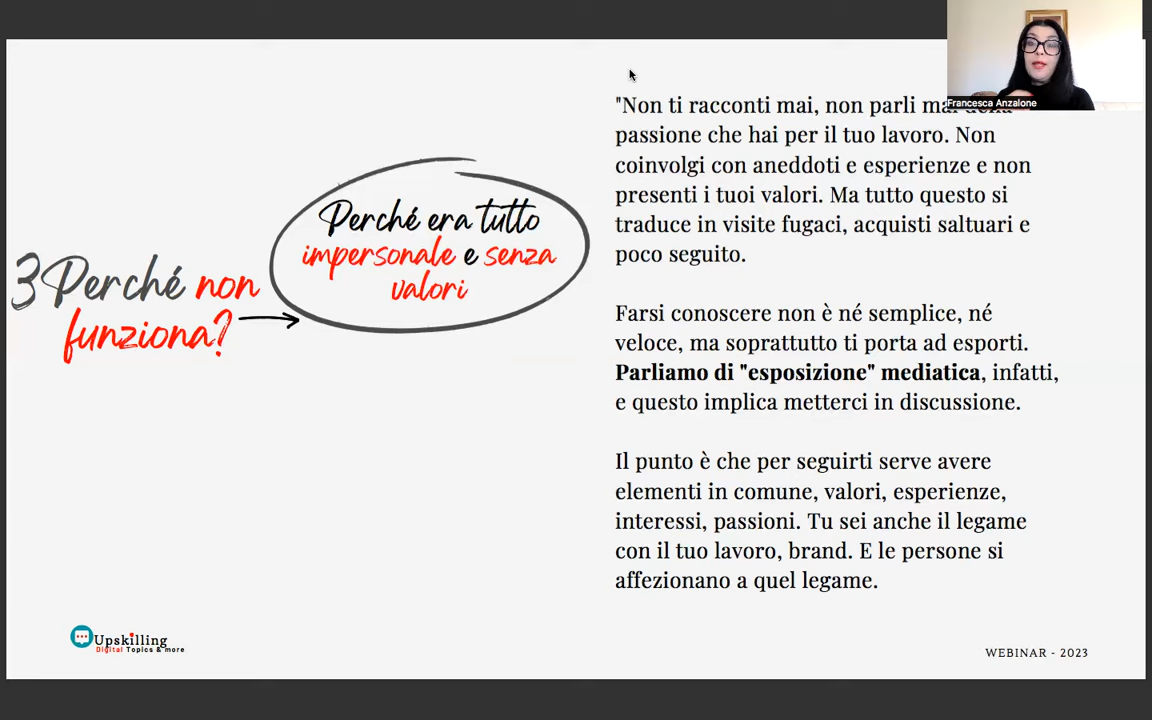 3 Perché non
funziona?
Perché era tutto
impersonale e senza
valori
"Non ti racconti mai, non parli mai della
passione che hai per il tuo lavoro. Non
coinvolgi con aneddoti e esperienze e non
presenti i tuoi valori. Ma tutto questo si
traduce in visite fugaci, acquisti saltuari e
poco seguito.
Farsi conoscere non è né semplice, né
veloce, ma soprattutto ti porta ad esporti.
Parliamo di "esposizione" mediatica, infatti,
e questo implica metterci in discussione.
Il punto è che per seguirti serve avere
elementi in comune, valori, esperienze,
interessi, passioni. Tu sei anche il legame
con il tuo lavoro, brand. E le persone si
affezionano a quel legame.
Francesca Anzalone
Upskilling
Digital Topics & more
WEBINAR - 2023